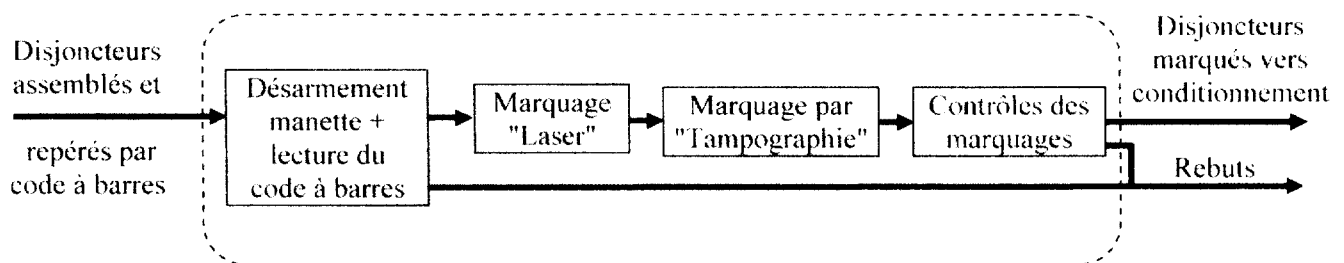 Disjoncteurs
assemblés et
repérés par
code à barres
Désarmement
manette +
lecture du
code à barres
Marquage
"Laser"
Marquage par
"Tampographie"
Contrôles des
marquages
Disjoncteurs
marqués vers
conditionnement
Rebuts